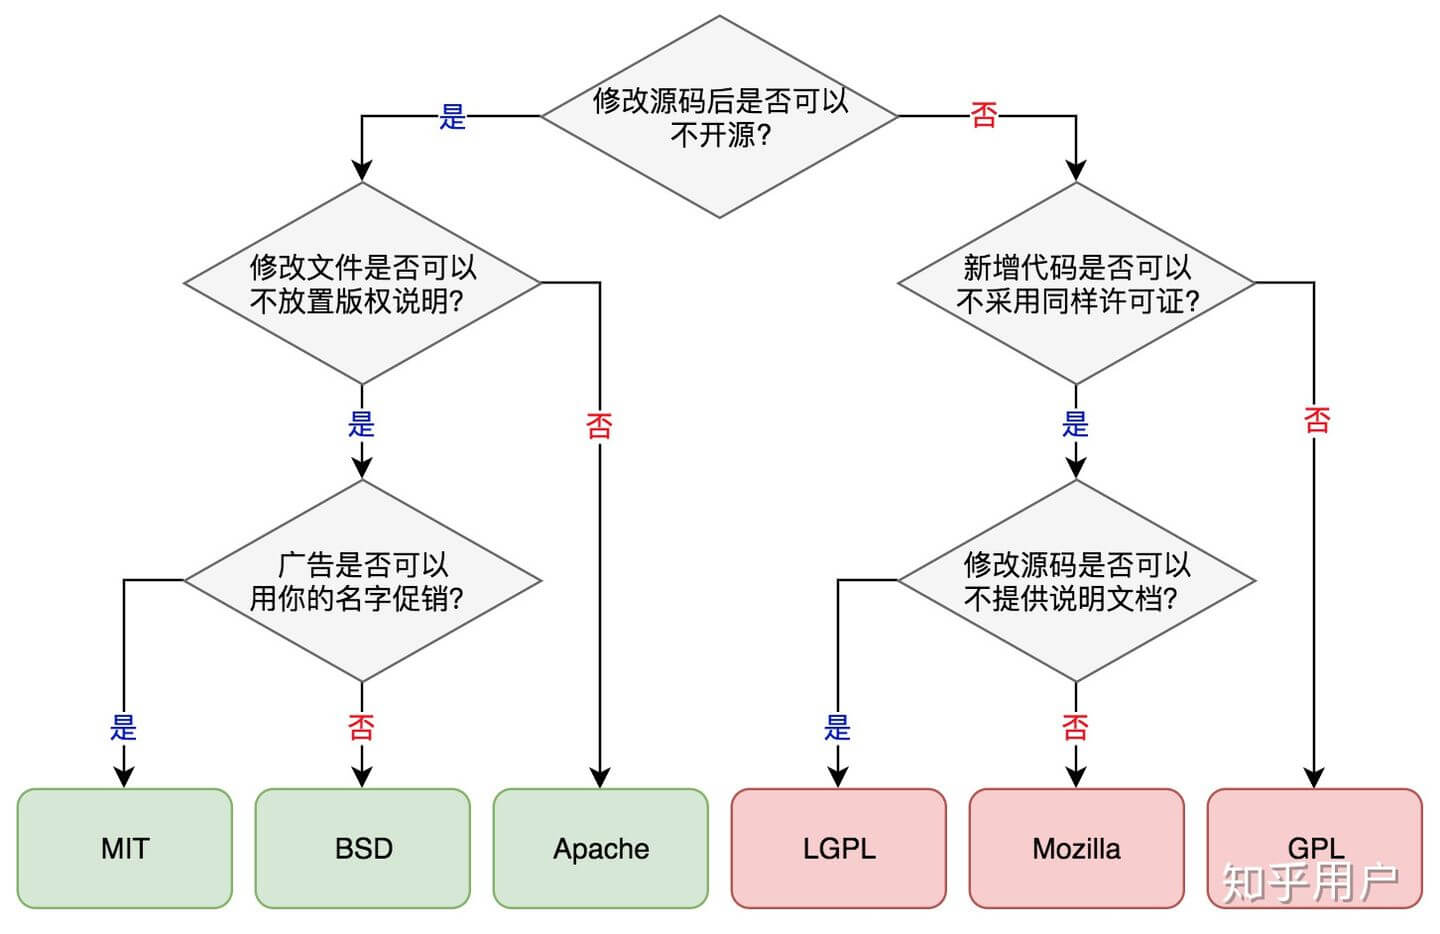 修改源码后是否可以
不开源?
是
否
修改文件是否可以
不放置版权说明?
新增代码是否可以
不采用同样许可证?
是
否
是
否
广告是否可以
用你的名字促销?
修改源码是否可以
不提供说明文档?
是
否
是
否
MIT
BSD
Apache
LGPL
Mozilla
GPL
知乎用户